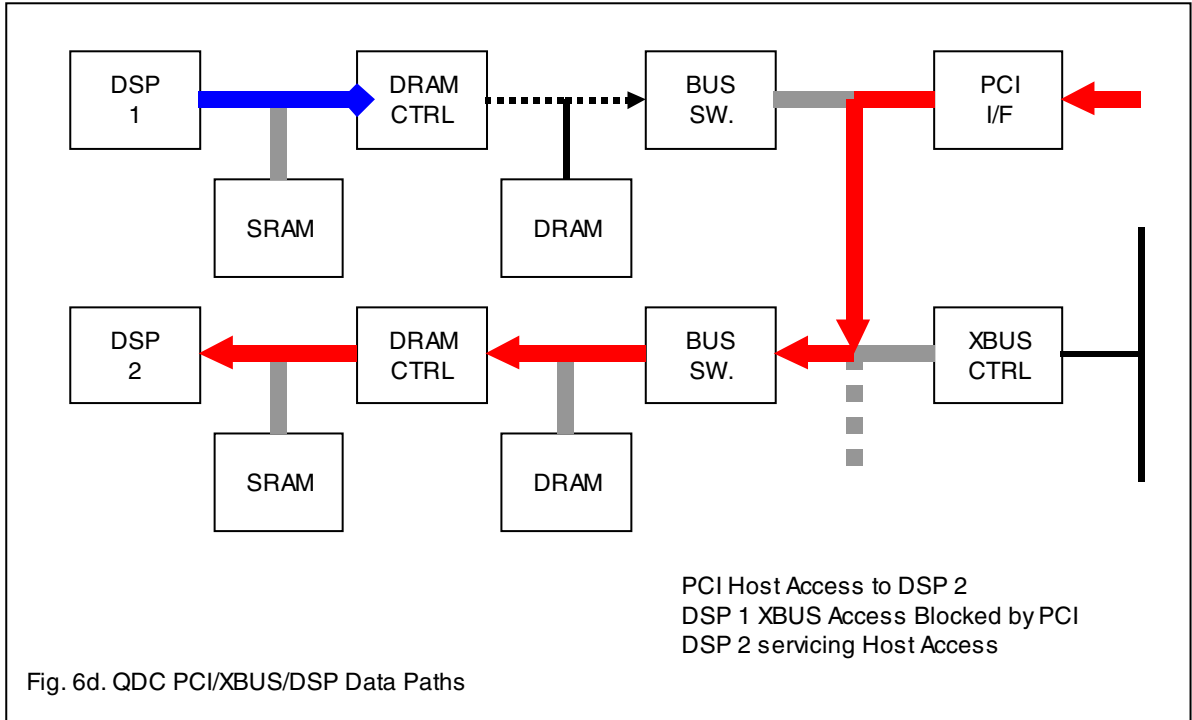 DSP
1
DRAM
CTRL
BUS
SW.
PCI
I/F
SRAM
DRAM
DSP
2
DRAM
CTRL
BUS
SW.
XBUS
CTRL
SRAM
DRAM
PCI Host Access to DSP 2
DSP 1 XBUS Access Blocked by PCI
DSP 2 servicing Host Access
Fig. 6d. QDC PCI/XBUS/DSP Data Paths